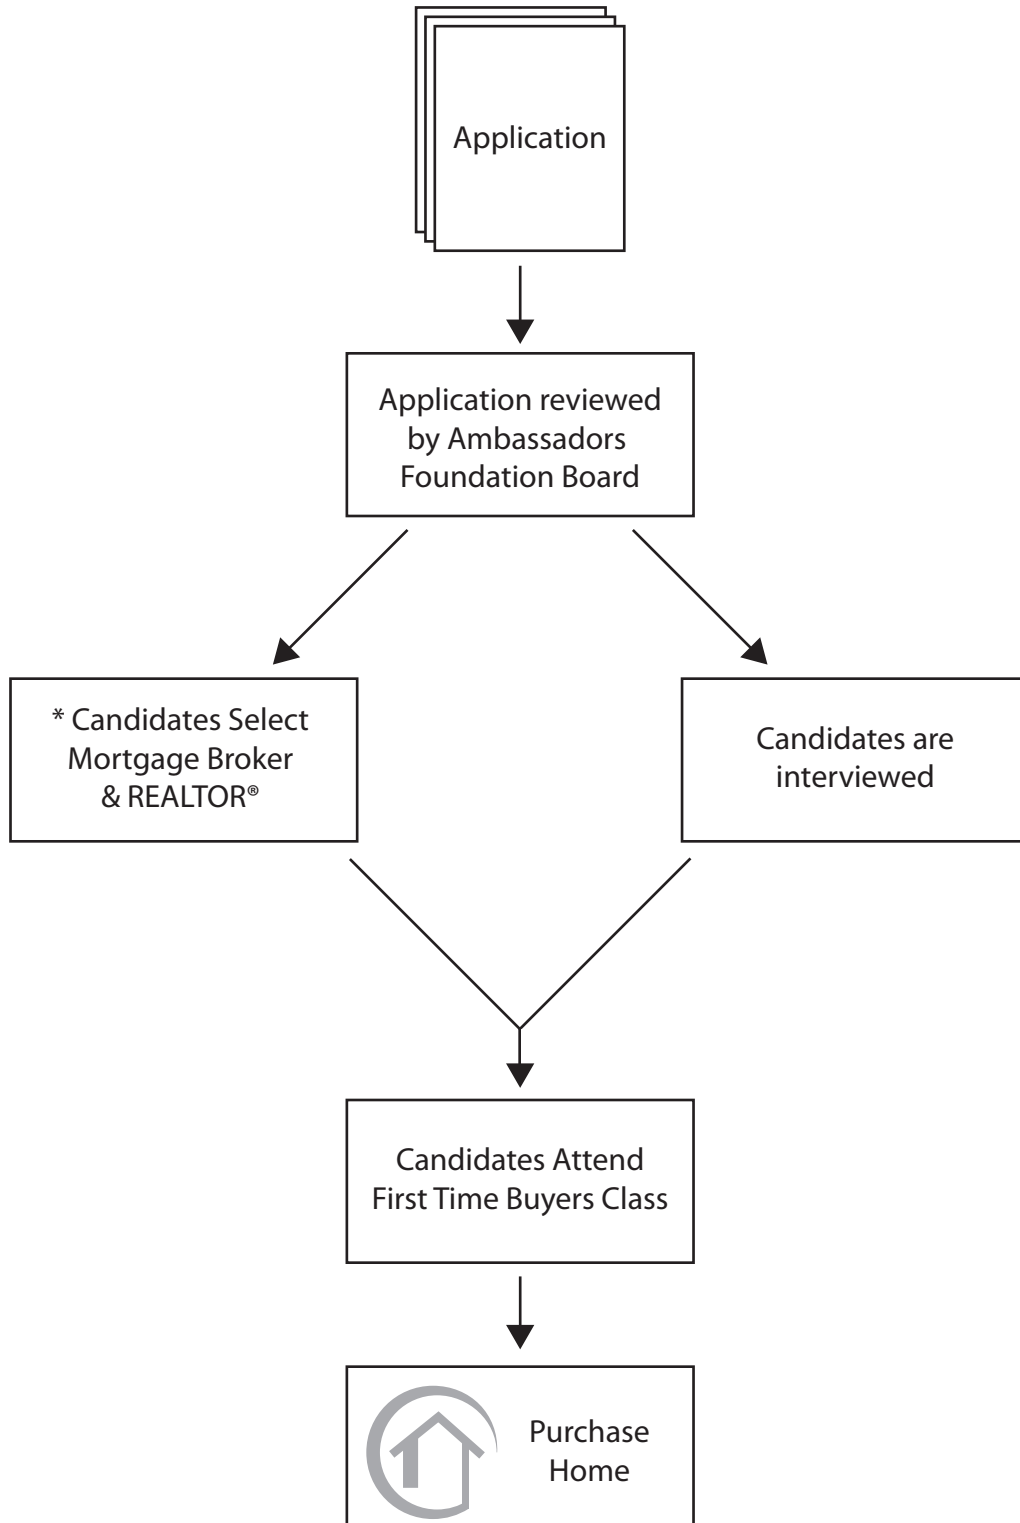 Application
Application reviewed
by Ambassadors
Foundation Board
* Candidates Select
Mortgage Broker
& REALTOR®
Candidates are
interviewed
Candidates Attend
First Time Buyers Class
Purchase
Home